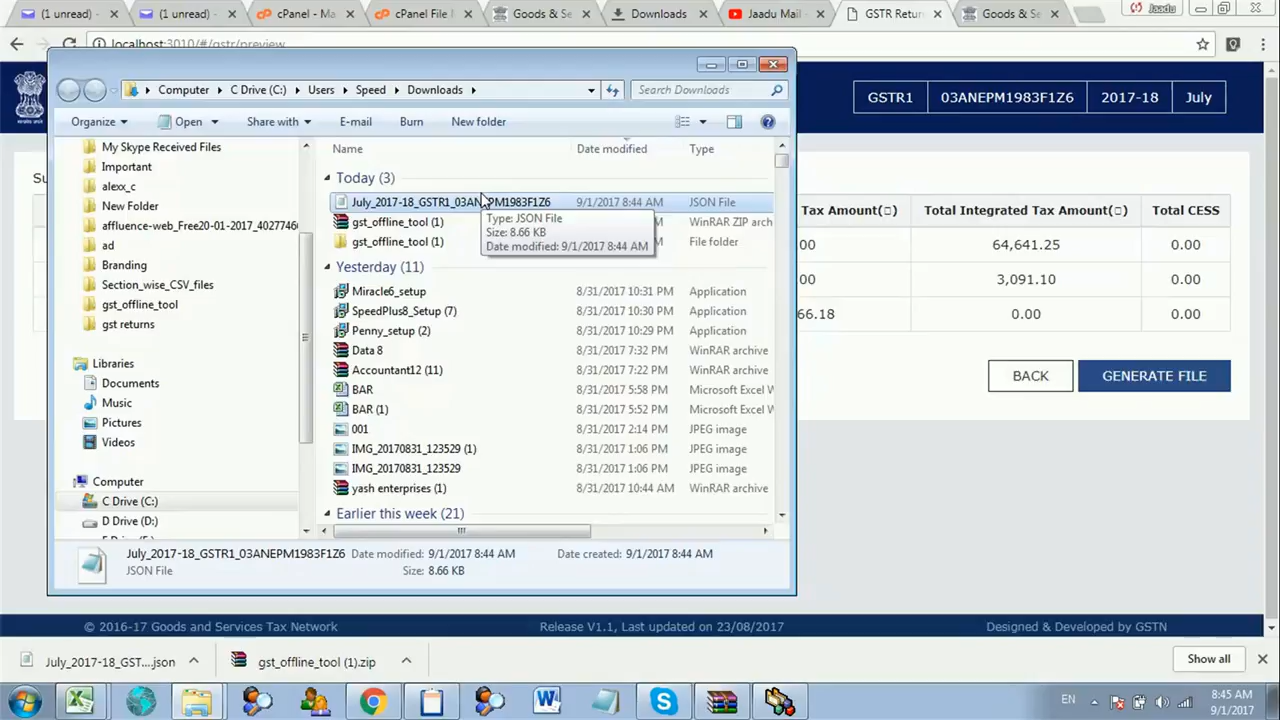 (1 unread) -
(1 unread) -
cPanel - Ma
cPanel File M
Goods & Se
Downloads
Jaadu Mail -
GSTR Retur
Goods & Se
Jaadu
localhost:3010/#/gstr/preview
GSTR1
03ANEPM1983F1Z6
2017-18
July
Computer
C Drive (C:)
Users
Speed
Downloads
Search Downloads
Organize
Open
Share with
E-mail
Burn
New folder
My Skype Received Files
Important
alexx_c
New Folder
affluence-web_Free20-01-2017_4027746
ad
Branding
Section_wise_CSV_files
gst_offline_tool
gst returns
Libraries
Documents
Music
Pictures
Videos
Computer
C Drive (C:)
D Drive (D:)
Name
Date modified
Type
Today (3)
July_2017-18_GSTR1_03ANEPM1983F1Z6 9/1/2017 8:44 AM JSON File
gst_offline_tool (1) WinRAR ZIP arch
gst_offline_tool (1) File folder
Type: JSON File
Size: 8.66 KB
Date modified: 9/1/2017 8:44 AM
Yesterday (11)
Miracle6_setup 8/31/2017 10:31 PM Application
SpeedPlus8_Setup (7) 8/31/2017 10:30 PM Application
Penny_setup (2) 8/31/2017 10:29 PM Application
Data 8 8/31/2017 7:32 PM WinRAR archive
Accountant12 (11) 8/31/2017 7:22 PM WinRAR archive
BAR 8/31/2017 5:58 PM Microsoft Excel W
BAR (1) 8/31/2017 5:52 PM Microsoft Excel W
001 8/31/2017 2:14 PM JPEG image
IMG_20170831_123529 (1) 8/31/2017 1:06 PM JPEG image
IMG_20170831_123529 8/31/2017 1:06 PM JPEG image
yash enterprises (1) 8/31/2017 10:44 AM WinRAR archive
Earlier this week (21)
July_2017-18_GSTR1_03ANEPM1983F1Z6 Date modified: 9/1/2017 8:44 AM Date created: 9/1/2017 8:44 AM
JSON File Size: 8.66 KB
Su
Tax Amount() Total Integrated Tax Amount() Total CESS
00 64,641.25 0.00
00 3,091.10 0.00
66.18 0.00 0.00
BACK
GENERATE FILE
© 2016-17 Goods and Services Tax Network
Release V1.1, Last updated on 23/08/2017
Designed & Developed by GSTN
July_2017-18_GST....json
gst_offline_tool (1).zip
Show all
EN
8:45 AM
9/1/2017